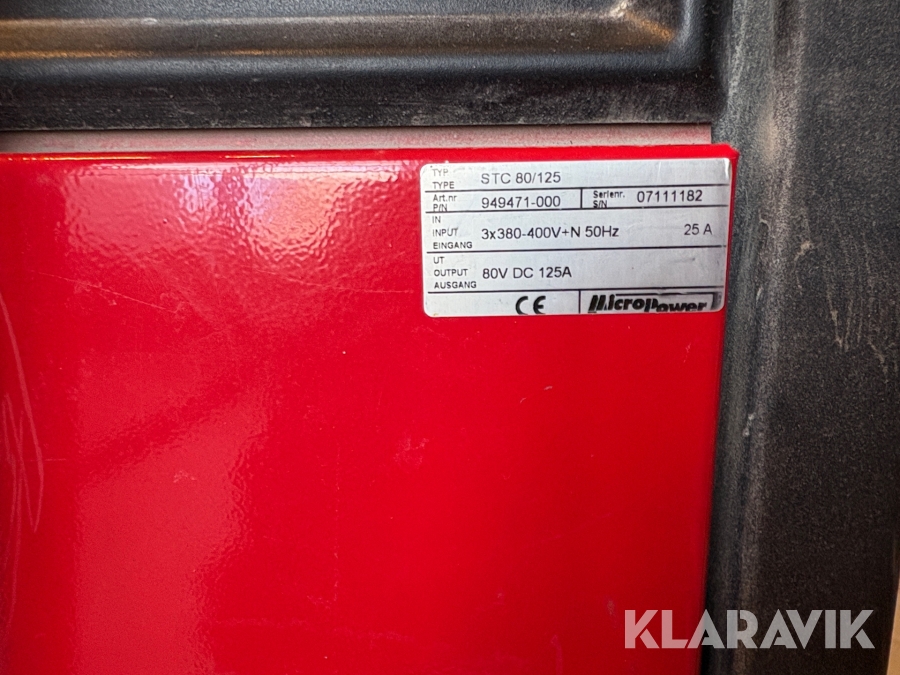 TYP
TYPE STC 80/125
Art.nr.
P/N 949471-000 Serienr.
S/N 07111182
IN
INPUT 3x380-400V+N 50Hz 25 A
EINGANG
UT
OUTPUT 80V DC 125A
AUSGANG
CE MicroPower
KLARAVIK